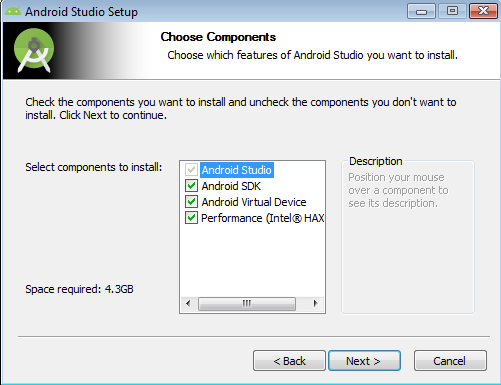 Android Studio Setup
Choose Components
Choose which features of Android Studio you want to install.
Check the components you want to install and uncheck the components you don't want to
install. Click Next to continue.
Select components to install:
Android Studio
Android SDK
Android Virtual Device
Performance (Intel® HAX
Description
Position your mouse
over a component to
see its description.
Space required: 4.3GB
< Back
Next >
Cancel